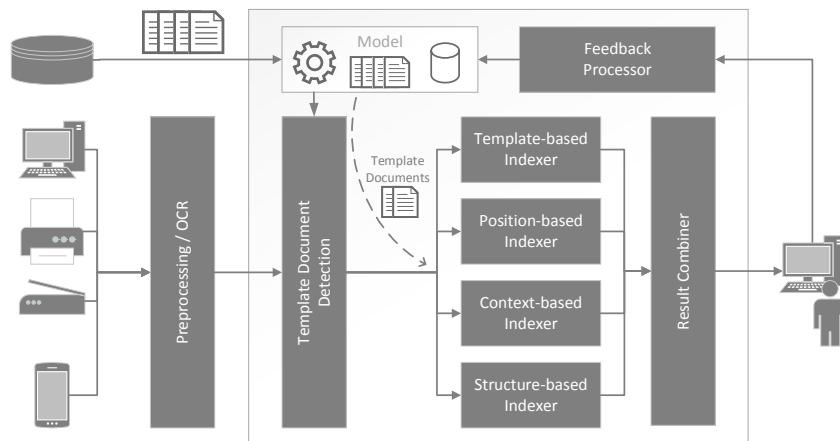 Model
Feedback
Processor
Preprocessing / OCR
Template Document
Detection
Template
Documents
Template-based
Indexer
Position-based
Indexer
Context-based
Indexer
Structure-based
Indexer
Result Combiner